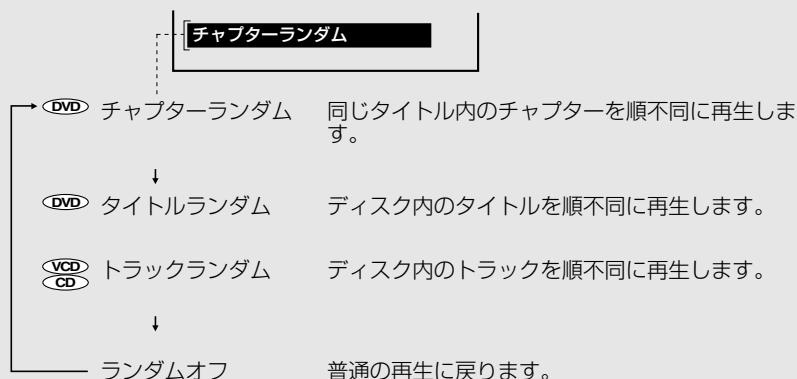 チャプターランダム
DVD チャプターランダム 同じタイトル内のチャプターを順不同に再生しま
す。
DVD タイトルランダム ディスク内のタイトルを順不同に再生します。
VCD CD トラックランダム ディスク内のトラックを順不同に再生します。
ランダムオフ 普通の再生に戻ります。